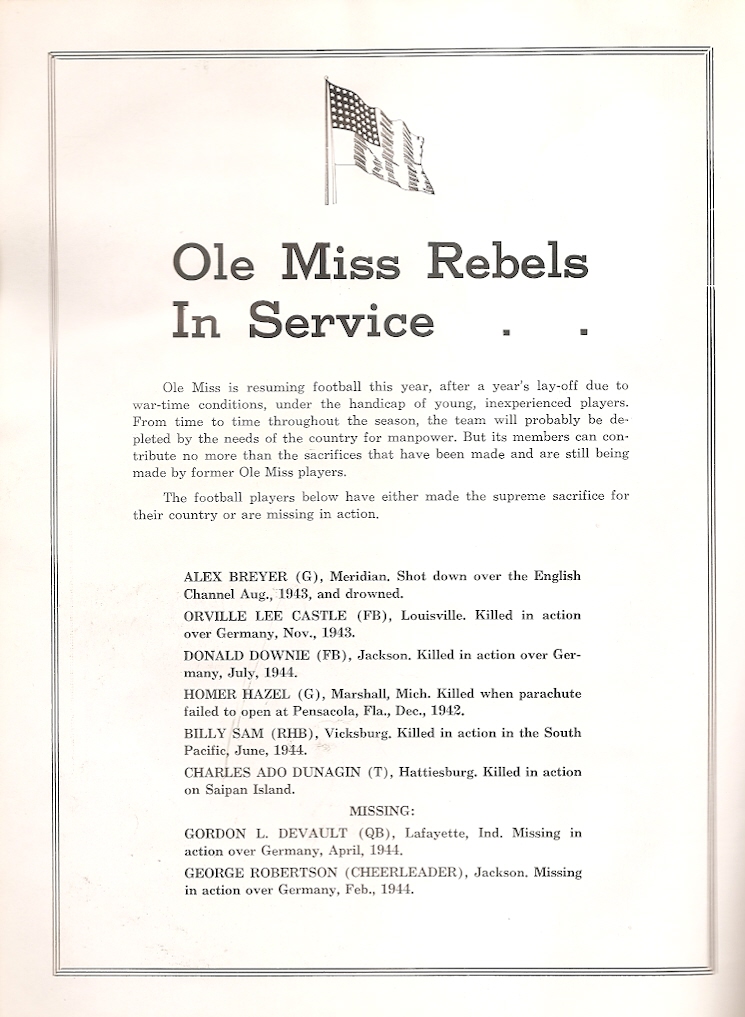 Ole Miss Rebels
In Service . .
Ole Miss is resuming football this year, after a year's lay-off due to
war-time conditions, under the handicap of young, inexperienced players.
From time to time throughout the season, the team will probably be de-
pleted by the needs of the country for manpower. But its members can con-
tribute no more than the sacrifices that have been made and are still being
made by former Ole Miss players.
The football players below have either made the supreme sacrifice for
their country or are missing in action.
ALEX BREYER (G), Meridian. Shot down over the English
Channel Aug., 1943, and drowned.
ORVILLE LEE CASTLE (FB), Louisville. Killed in action
over Germany, Nov., 1943.
DONALD DOWNIE (FB), Jackson. Killed in action over Ger-
many, July, 1944.
HOMER HAZEL (G), Marshall, Mich. Killed when parachute
failed to open at Pensacola, Fla., Dec., 1942.
BILLY SAM (RHB), Vicksburg. Killed in action in the South
Pacific, June, 1944.
CHARLES ADO DUNAGIN (T), Hattiesburg. Killed in action
on Saipan Island.
MISSING:
GORDON L. DEVAULT (QB), Lafayette, Ind. Missing in
action over Germany, April, 1944.
GEORGE ROBERTSON (CHEERLEADER), Jackson. Missing
in action over Germany, Feb., 1944.